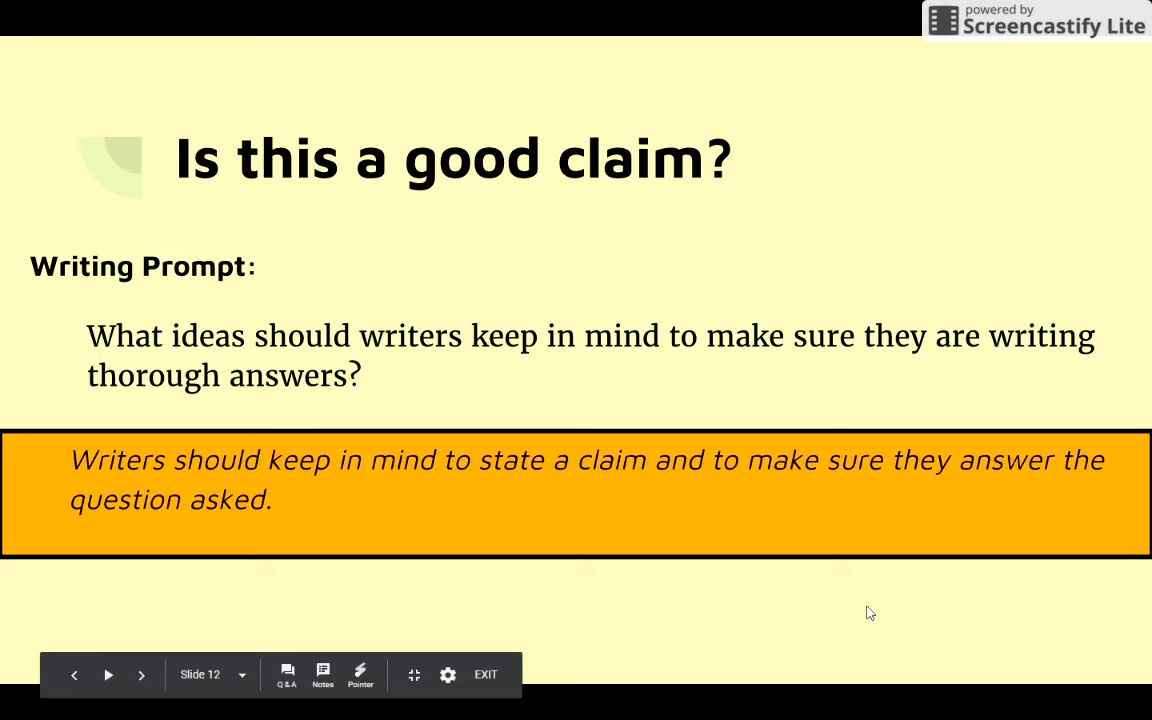 powered by
Screencastify Lite
Is this a good claim?
Writing Prompt:
What ideas should writers keep in mind to make sure they are writing
thorough answers?
Writers should keep in mind to state a claim and to make sure they answer the
question asked.
Slide 12
Q & A
Notes
Pointer
EXIT